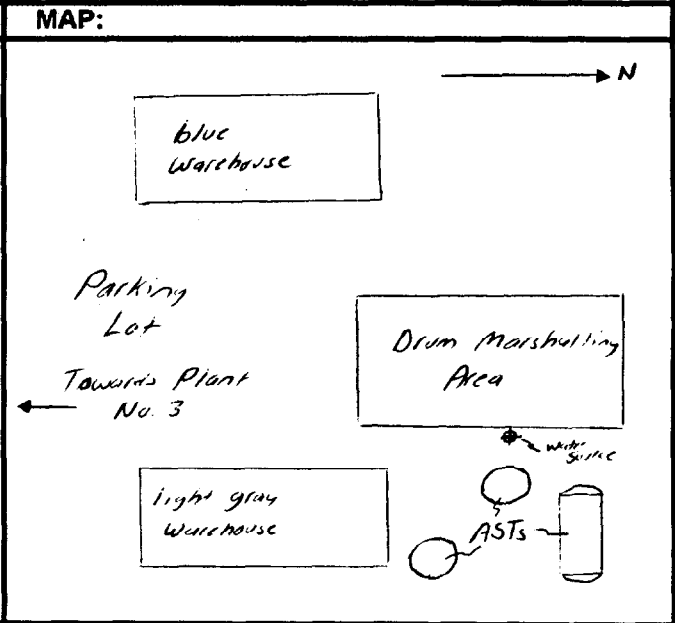 MAP:
N
blue
Warehouse
Parking
Lot
Drum Marshalling
Area
Towards Plant
No. 3
Water
Source
light gray
Warehouse
ASTs